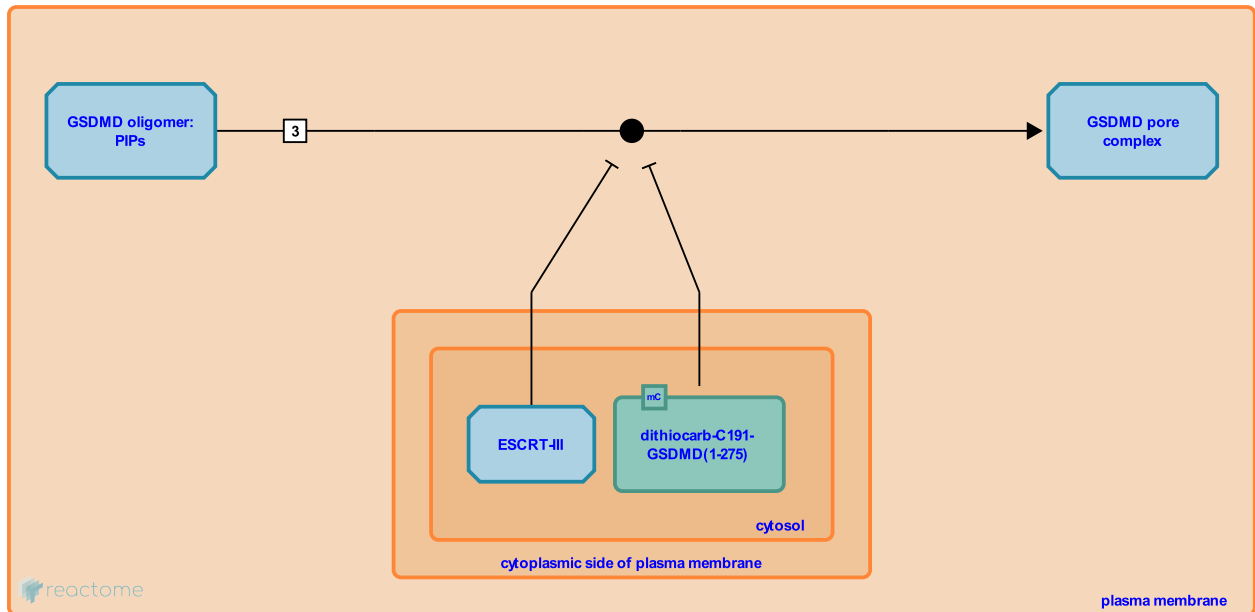 GSDMD oligomer:
PIPs
3
GSDMD pore
complex
mC
ESCRT-III
dithiocarb-C191-
GSDMD(1-275)
cytosol
cytoplasmic side of plasma membrane
reactome
plasma membrane